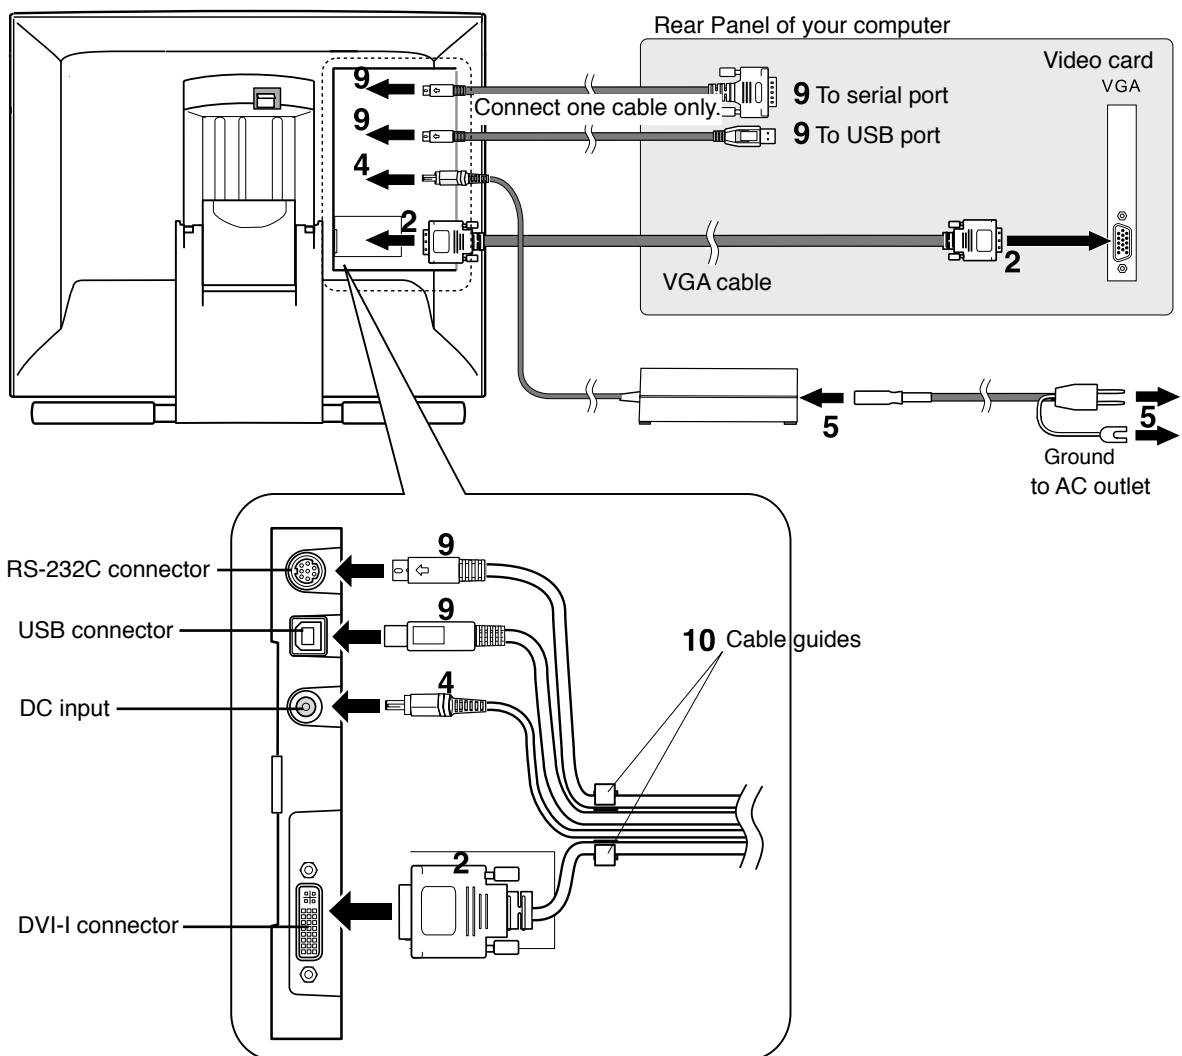 Rear Panel of your computer
Video card
VGA
9
Connect one cable only.
9 To serial port
9
9 To USB port
4
2
2
VGA cable
5
5
Ground
to AC outlet
9
RS-232C connector
9
USB connector
10 Cable guides
4
DC input
2
DVI-I connector